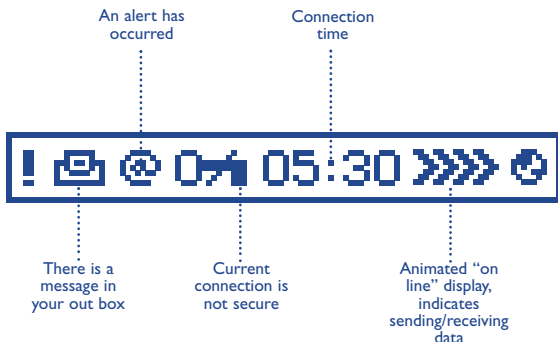 An alert has
occurred
Connection
time
! @ 05:30
There is a
message in
your out box
Current
connection is
not secure
Animated “on
line” display,
indicates
sending/receiving
data